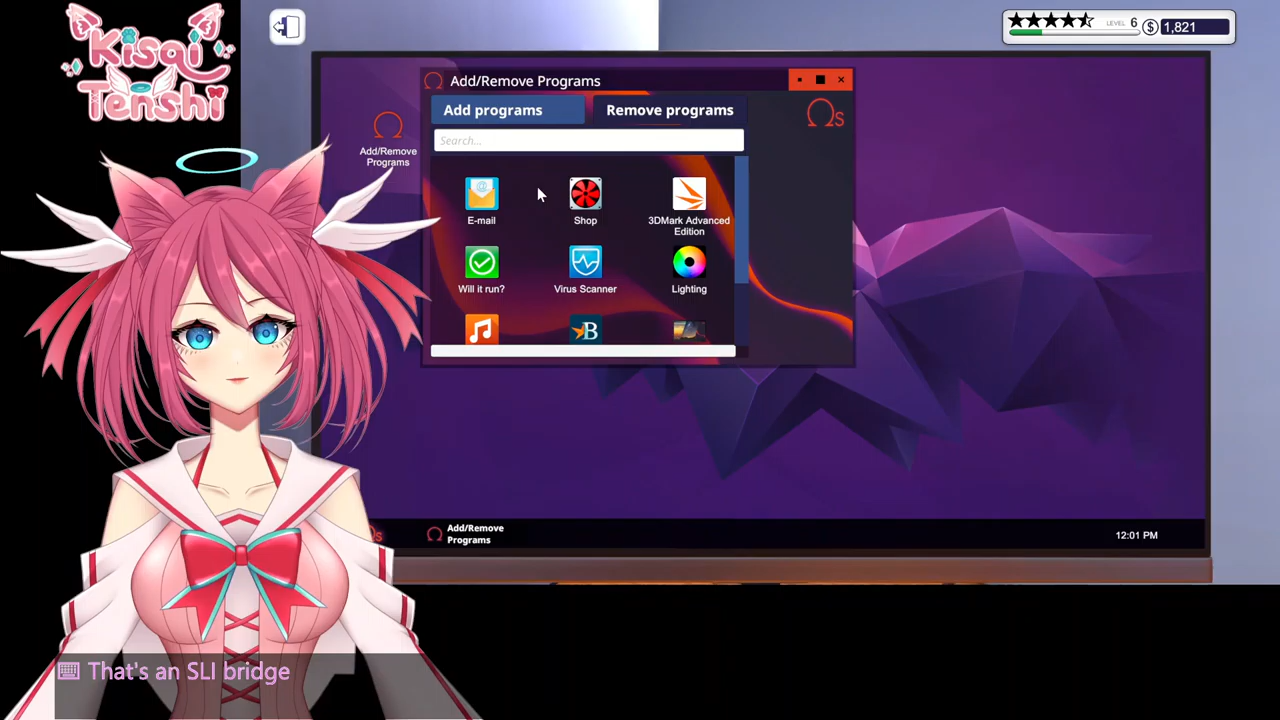 Kisai
Tenshi
LEVEL 6
$ 1,821
Add/Remove Programs
Add programs
Remove programs
Ωs
Search...
Add/Remove
Programs
E-mail
Shop
3DMark Advanced
Edition
Will it run?
Virus Scanner
Lighting
B
s
Add/Remove
Programs
12:01 PM
That's an SLI bridge